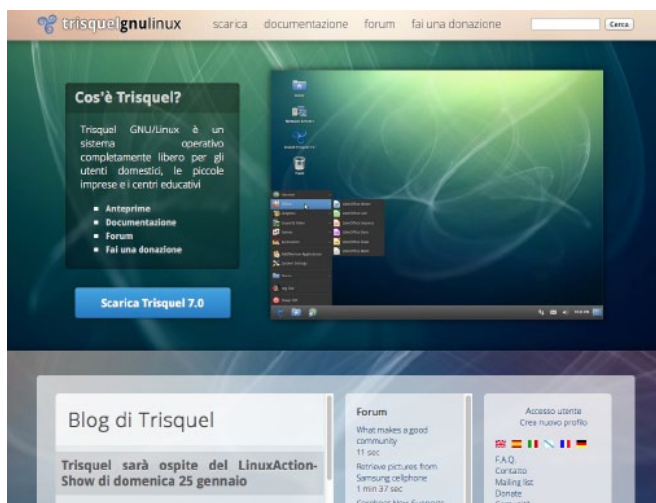 trisquelgnulinux
scarica documentazione forum fai una donazione
Cerca
Cos'è Trisquel?
Trisquel GNU/Linux è un
sistema operativo
completamente libero per gli
utenti domestici, le piccole
imprese e i centri educativi
Anteprime
Documentazione
Forum
Fai una donazione
Scarica Trisquel 7.0
Blog di Trisquel
Trisquel sarà ospite del LinuxAction-
Show di domenica 25 gennaio
Forum
What makes a good
community
11 sec
Retrieve pictures from
Samsung cellphone
1 min 37 sec
Accesso utente
Crea nuovo profilo
F.A.Q.
Contatto
Mailing list
Donate